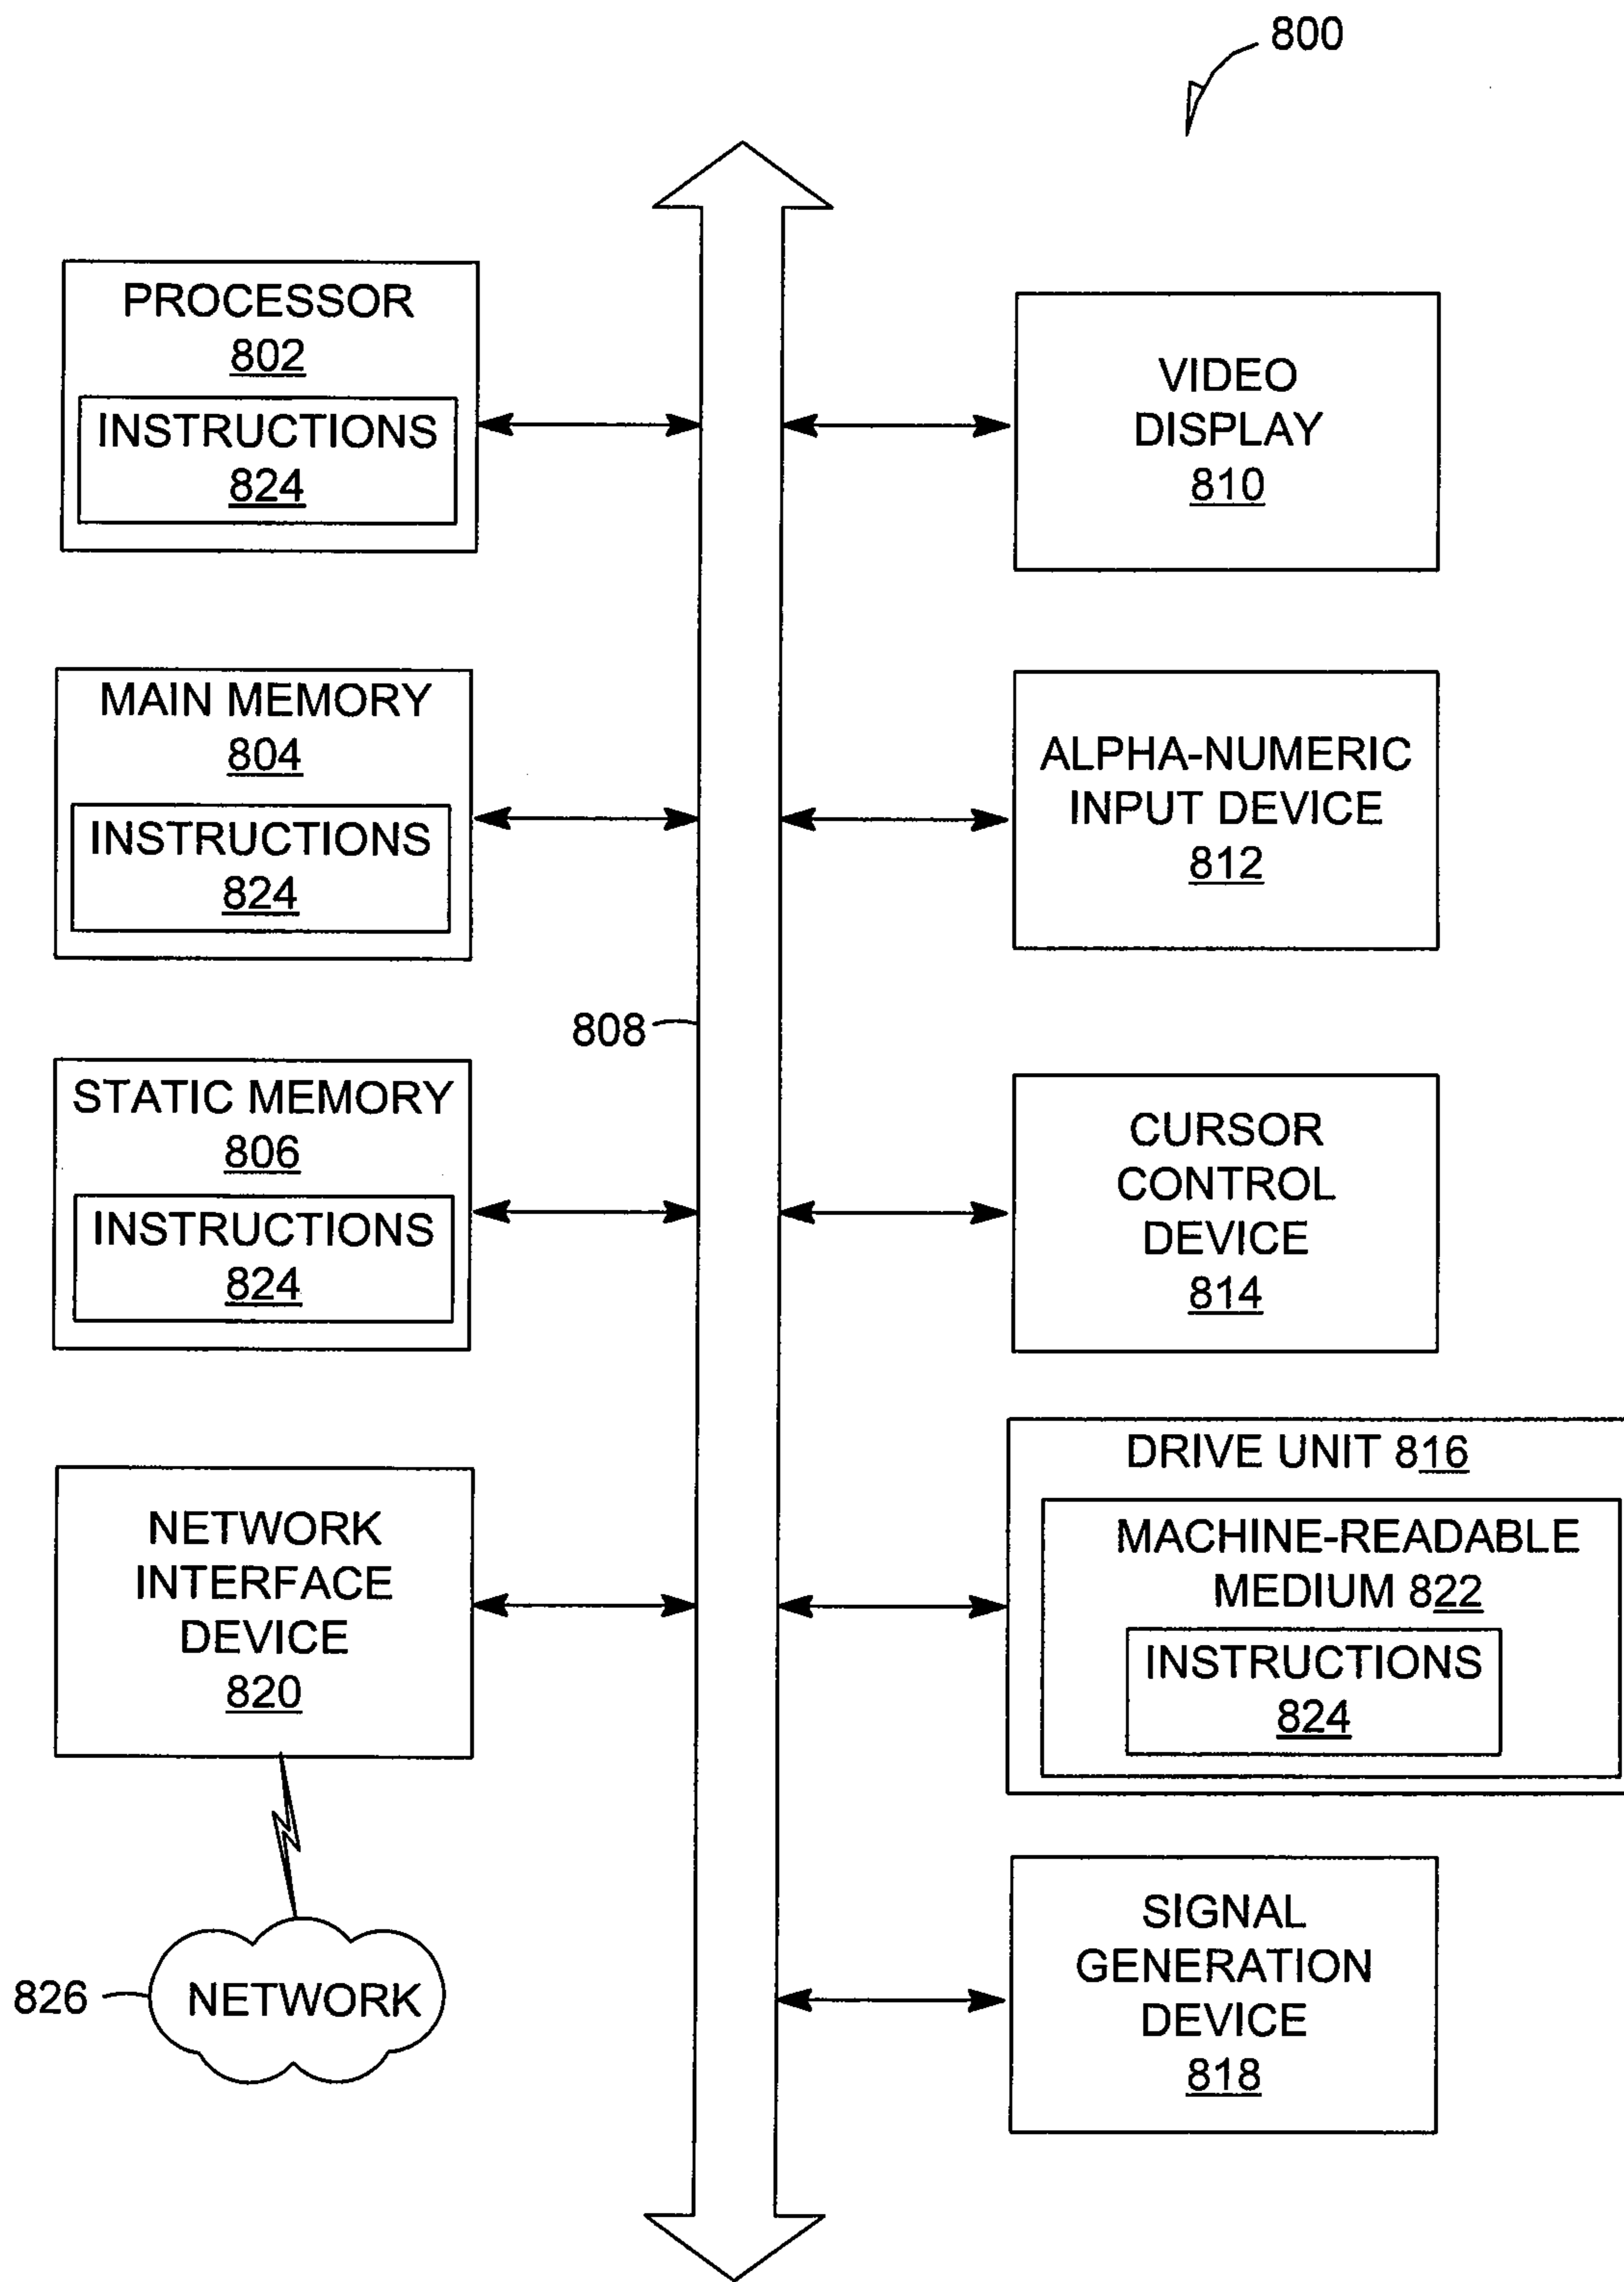 800
PROCESSOR
802
INSTRUCTIONS
824
MAIN MEMORY
804
INSTRUCTIONS
824
808
STATIC MEMORY
806
INSTRUCTIONS
824
NETWORK
INTERFACE
DEVICE
820
826
NETWORK
VIDEO
DISPLAY
810
ALPHA-NUMERIC
INPUT DEVICE
812
CURSOR
CONTROL
DEVICE
814
DRIVE UNIT 816
MACHINE-READABLE
MEDIUM 822
INSTRUCTIONS
824
SIGNAL
GENERATION
DEVICE
818